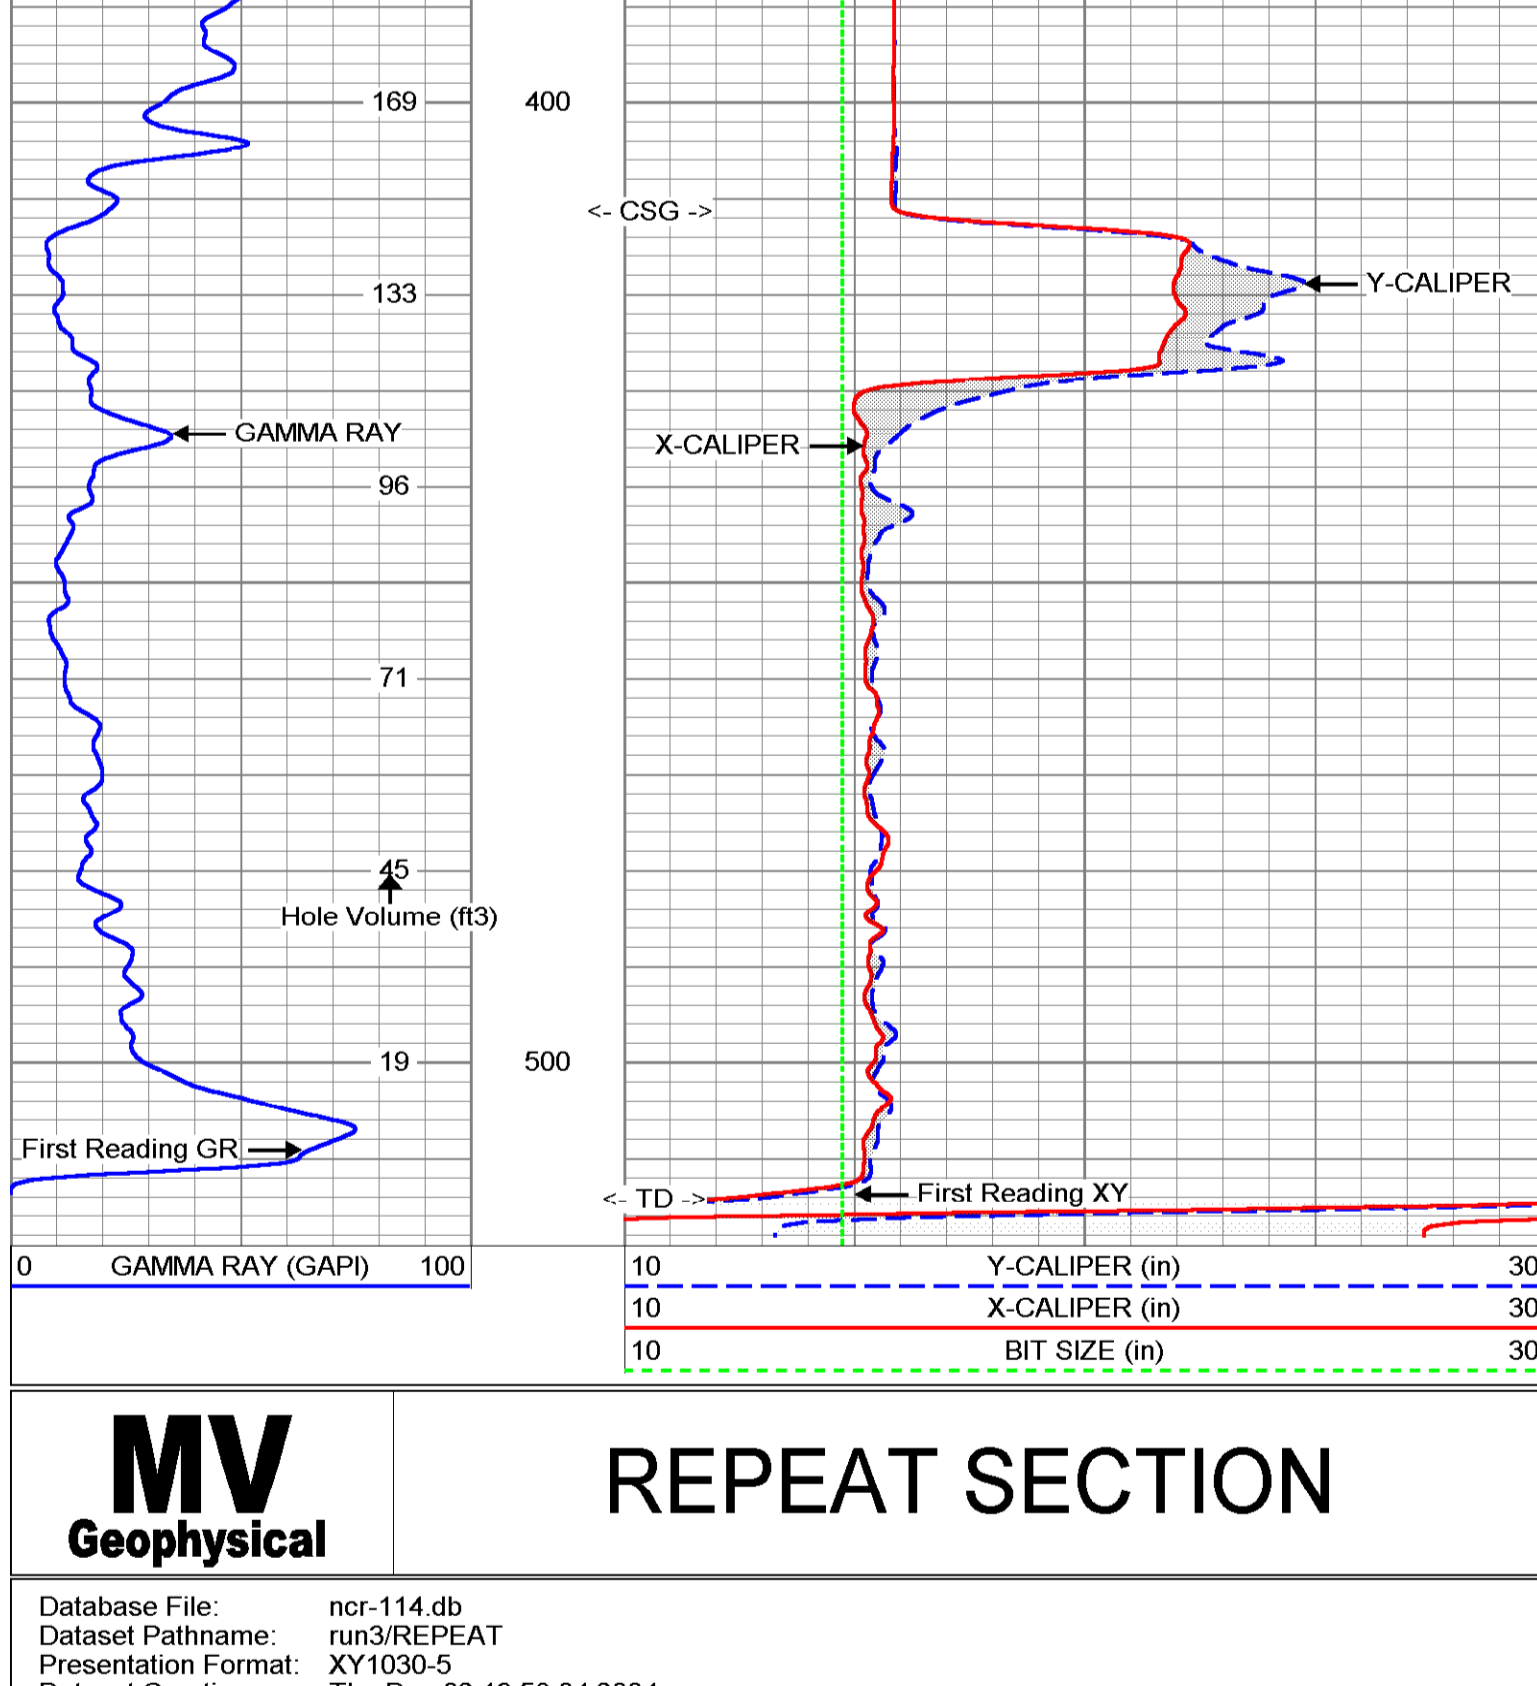 169 400
<- CSG ->
133 Y-CALIPER
GAMMA RAY X-CALIPER
96
71
45
Hole Volume (ft3)
19 500
First Reading GR
<- TD -> First Reading XY
0 GAMMA RAY (GAPI) 100 10 Y-CALIPER (in) 30
10 X-CALIPER (in) 30
10 BIT SIZE (in) 30
MV
Geophysical
REPEAT SECTION
Database File: ncr-114.db
Dataset Pathname: run3/REPEAT
Presentation Format: XY1030-5